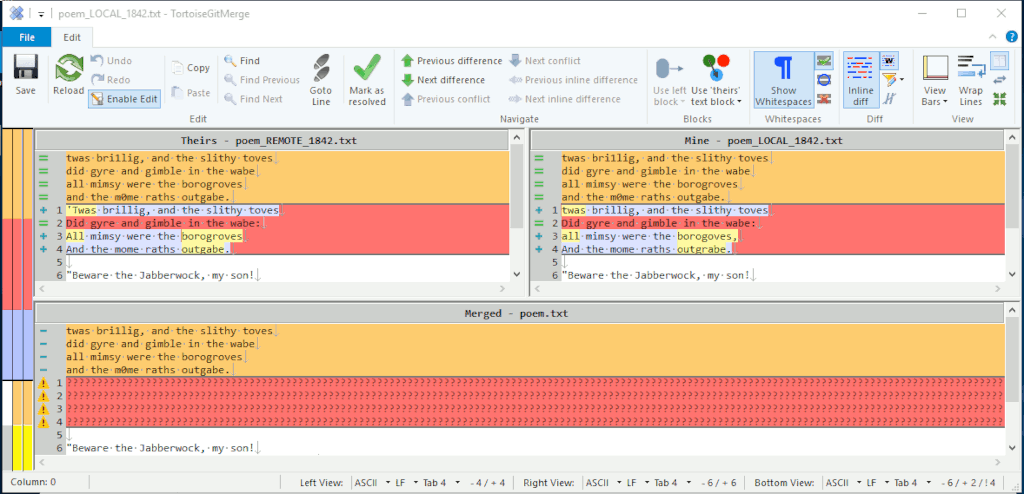 poem_LOCAL_1842.txt - TortoiseGitMerge
File Edit
Save
Reload
Undo
Redo
Enable Edit
Copy
Paste
Find
Find Previous
Find Next
Goto Line
Mark as resolved
Edit
Previous difference
Next difference
Previous conflict
Next conflict
Previous inline difference
Next inline difference
Navigate
Use left block
Use 'theirs' text block
Blocks
Show Whitespaces
Whitespaces
Inline diff
Diff
View Bars
Wrap Lines
View
Theirs - poem_REMOTE_1842.txt
twas bri11ig, and the slithy toves
did gyre and gimble in the wabe
all mimsy were the borogroves
and the m0me raths outgabe.
1 'Twas brillig, and the slithy toves
2 Did gyre and gimble in the wabe:
3 All mimsy were the borogroves
4 And the mome raths outgabe.
5
6 "Beware the Jabberwock, my son!
Mine - poem_LOCAL_1842.txt
twas bri11ig, and the slithy toves
did gyre and gimble in the wabe
all mimsy were the borogroves
and the m0me raths outgabe.
1 twas brillig, and the slithy toves
2 Did gyre and gimble in the wabe:
3 all mimsy were the borogoves,
4 And the mome raths outgrabe.
5
6 "Beware the Jabberwock, my son!
Merged - poem.txt
twas bri11ig, and the slithy toves
did gyre and gimble in the wabe
all mimsy were the borogroves
and the m0me raths outgabe.
1
2
3
4
5
6 "Beware the Jabberwock, my son!
Column: 0 Left View: ASCII LF Tab 4 - 4 / + 4 Right View: ASCII LF Tab 4 - 6 / + 6 Bottom View: ASCII LF Tab 4 - 6 / + 2 / ! 4